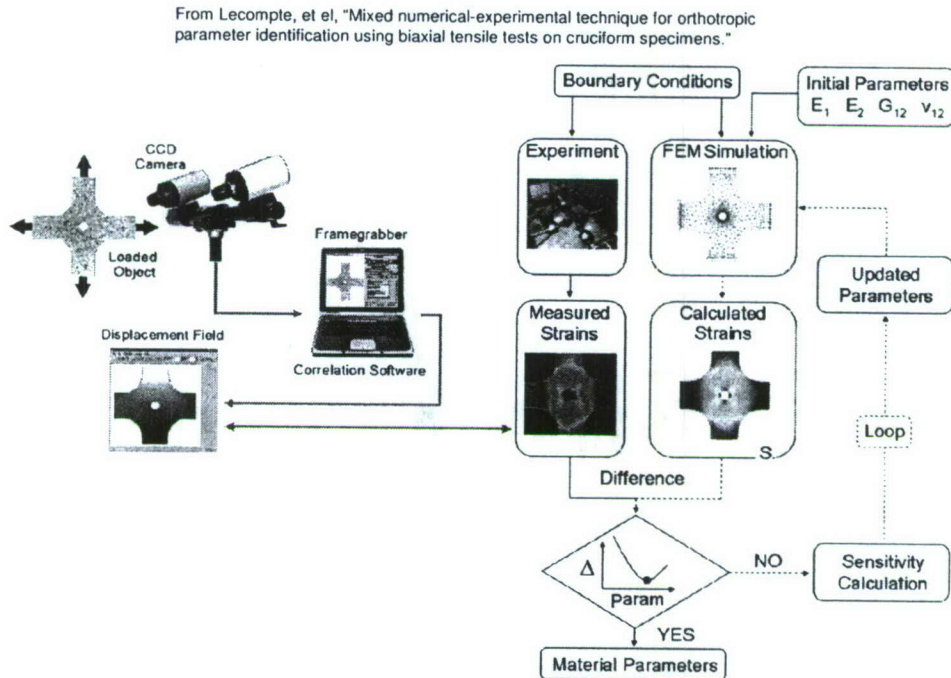 From Lecompte, et el, "Mixed numerical-experimental technique for orthotropic
parameter identification using biaxial tensile tests on cruciform specimens."
Boundary Conditions
Initial Parameters
E1 E2 G12 ν12
CCD
Camera
Loaded
Object
Framegrabber
Correlation Software
Displacement Field
Experiment
FEM Simulation
Measured
Strains
Calculated
Strains
S
Updated
Parameters
Loop
Difference
Δ
Param
NO
Sensitivity
Calculation
YES
Material Parameters